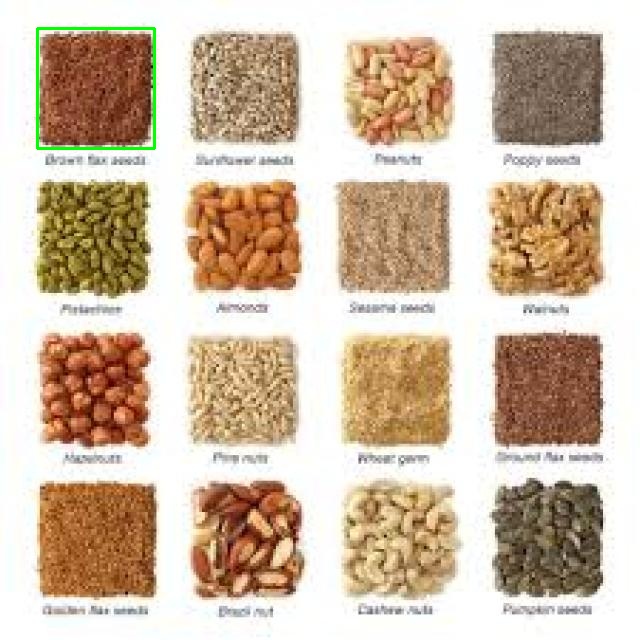 Brown flax seeds
Sunflower seeds
Peanuts
Poppy seeds
Pistachios
Almonds
Sesame seeds
Walnuts
Hazelnuts
Pine nuts
Wheat germ
Ground flax seeds
Golden flax seeds
Brazil nut
Cashew nuts
Pumpkin seeds